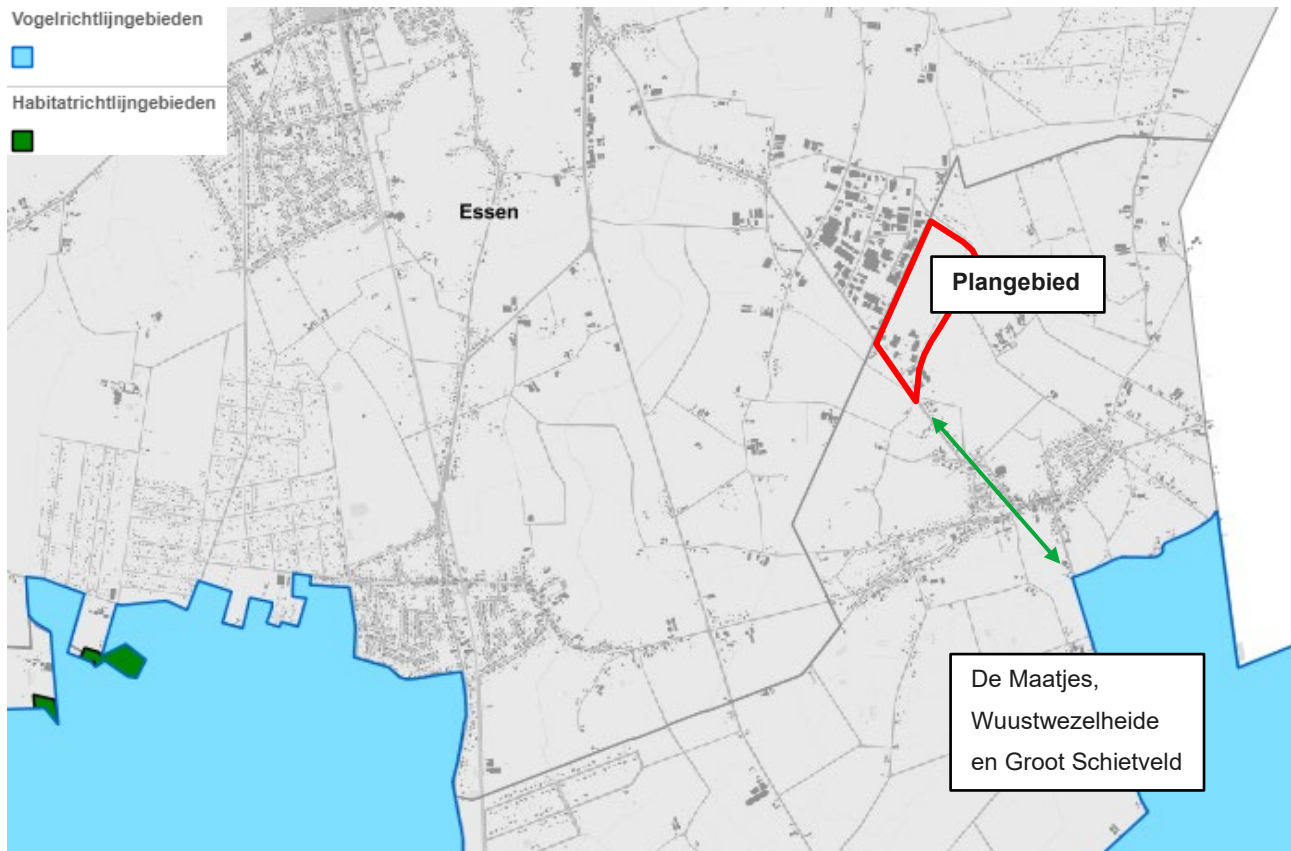 Vogelrichtlijngebieden
Habitatrichtlijngebieden
Essen
Plangebied
De Maatjes,
Wuustwezelheide
en Groot Schietveld